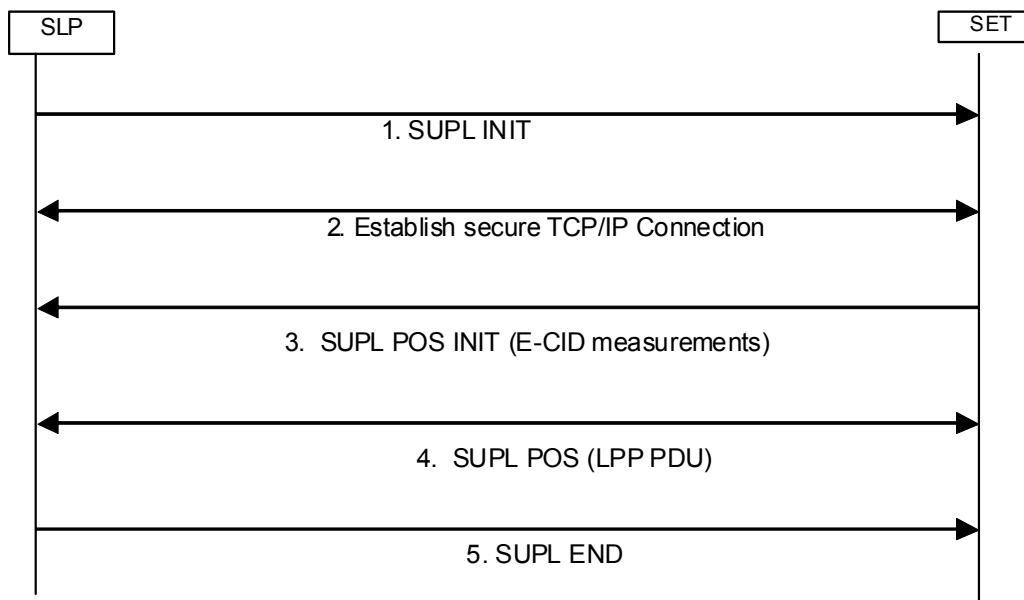 SLP
SET
1. SUPL INIT
2. Establish secure TCP/IP Connection
3. SUPL POS INIT (E-CID measurements)
4. SUPL POS (LPP PDU)
5. SUPL END